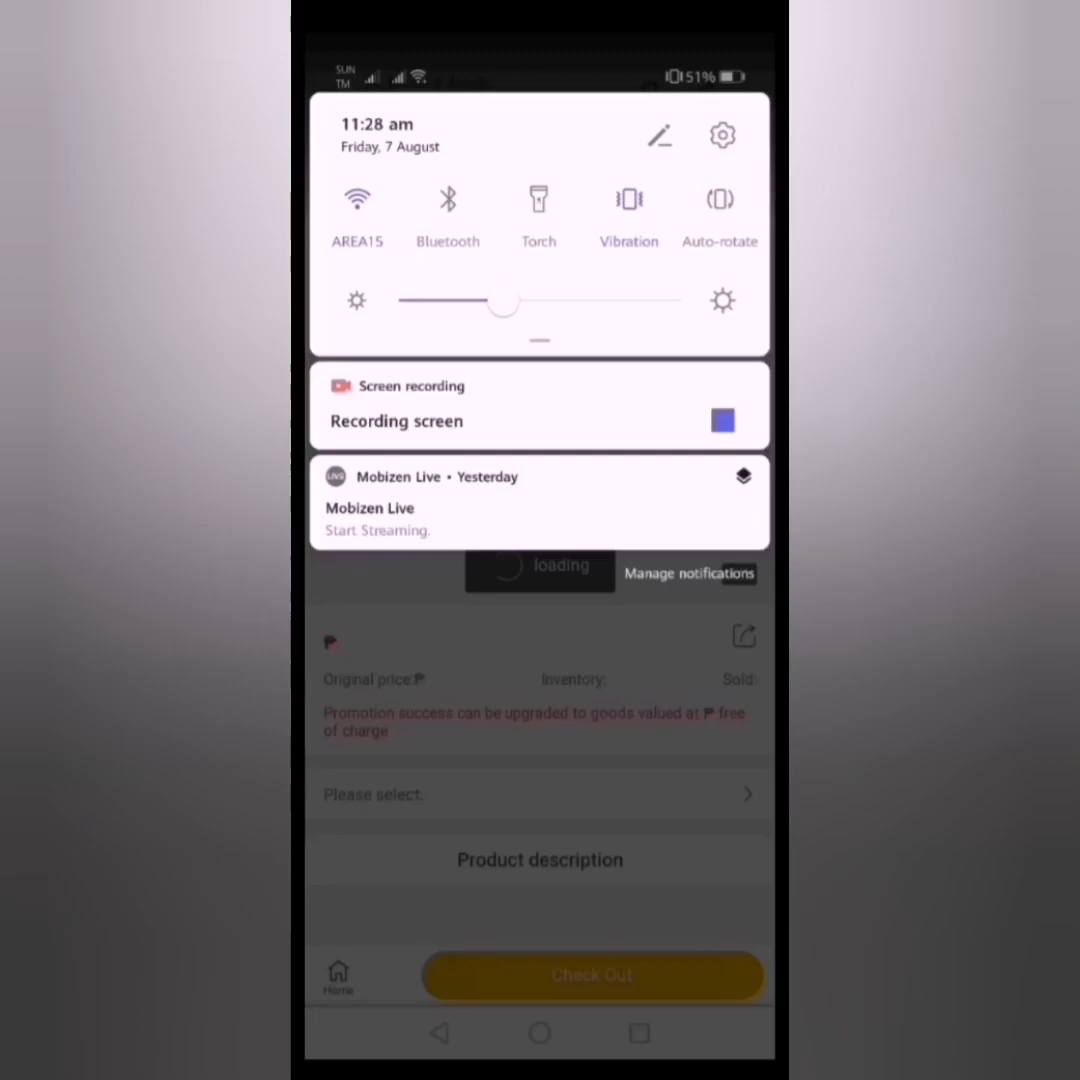 SUN
TM
51%
11:28 am
Friday, 7 August
AREA15
Bluetooth
Torch
Vibration
Auto-rotate
Screen recording
Recording screen
LIVE
Mobizen Live • Yesterday
Mobizen Live
Start Streaming.
loading
Manage notifications
₱
Original price:₱
Inventory:
Sold:
Promotion success can be upgraded to goods valued at ₱ free
of charge
Please select:
Product description
Home
Check Out